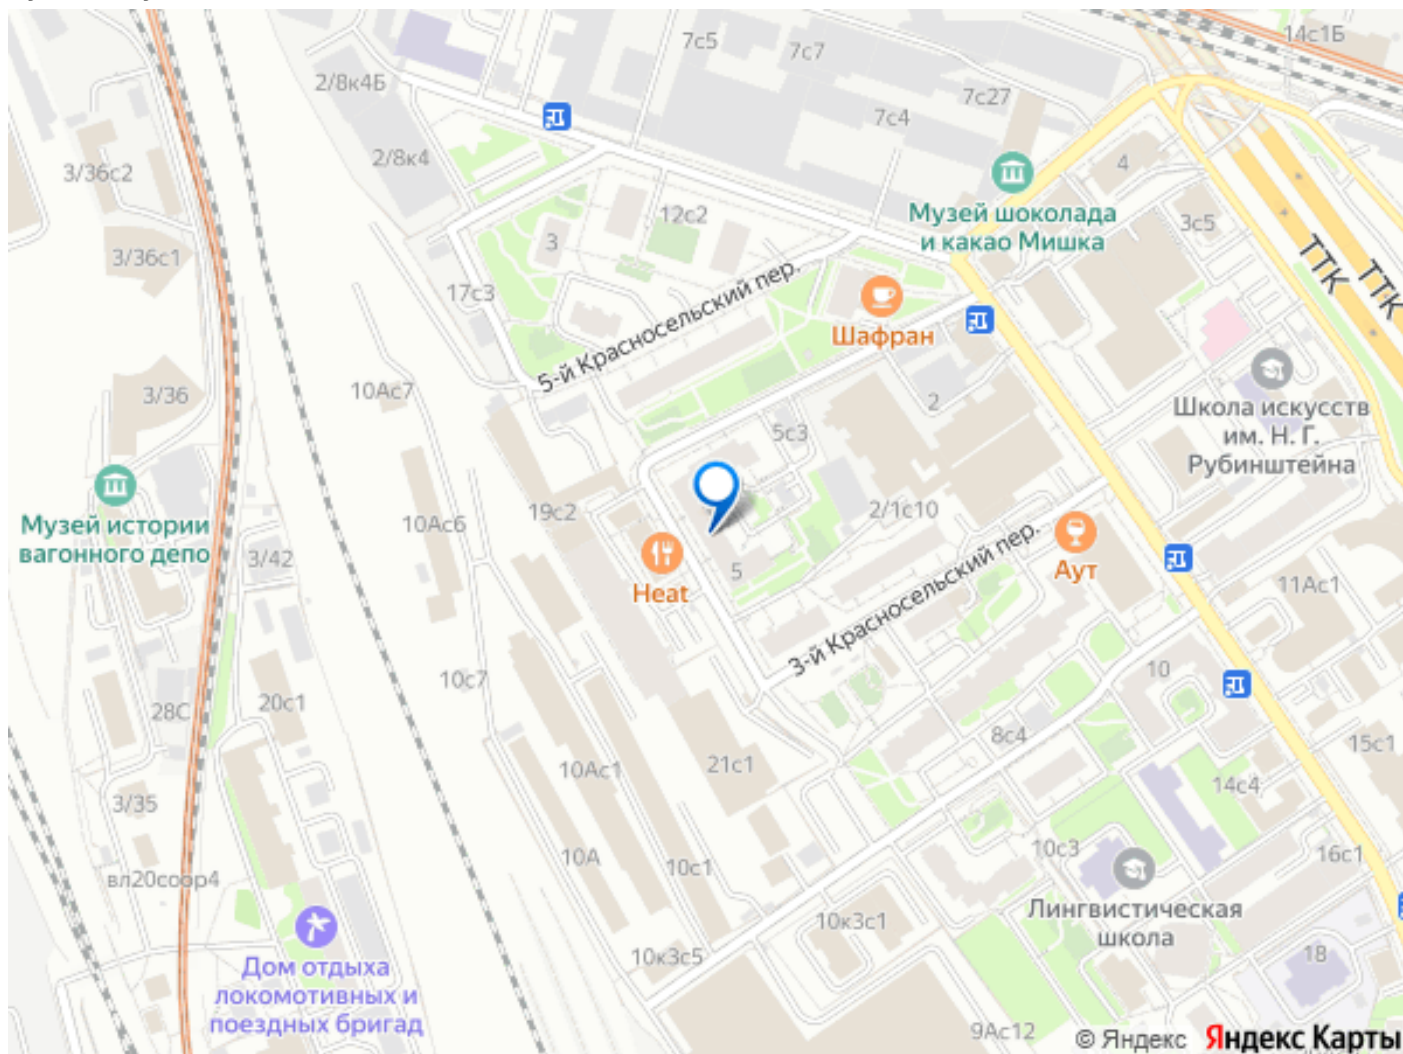 7с5
7с7
14с1Б
2/8к4Б
7с27
7с4
2/8к4
4
3/36с2
Музей шоколада
и какао Мишка
12с2
3с5
3
3/36с1
ТТК
ТТК
17с3
5-й Красносельский пер.
Шафран
10Ас7
3/36
2
Школа искусств
им. Н. Г.
Рубинштейна
5с3
Музей истории
вагонного депо
10Ас6
19с2
2/1с10
3/42
Heat
5
Аут
11Ас1
3-й Красносельский пер.
10с7
10
20с1
28С
8с4
15с1
10Ас1
21с1
14с4
3/35
10А
10с1
10с3
16с1
вл20соор4
Лингвистическая
школа
10к3с1
10к3с5
18
Дом отдыха
локомотивных и
поездных бригад
9Ас12
© Яндекс Яндекс Карты